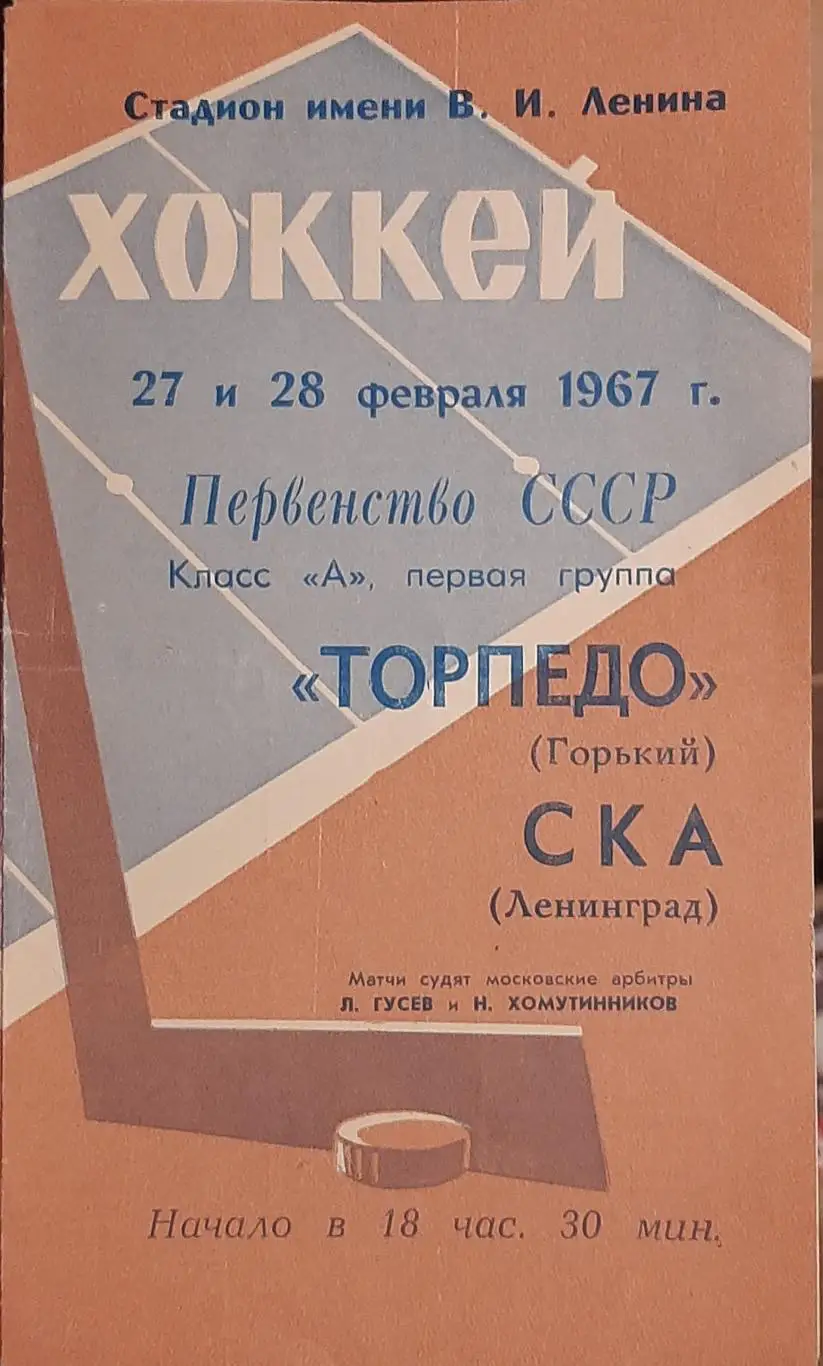 Стадион имени В. И. Ленина
ХОККЕЙ
27 и 28 февраля 1967 г.
Первенство СССР
Класс «А», первая группа
«ТОРПЕДО»
(Горький)
СКА
(Ленинград)
Матчи судят московские арбитры
Л. ГУСЕВ и Н. ХОМУТИННИКОВ
Начало в 18 час. 30 мин.